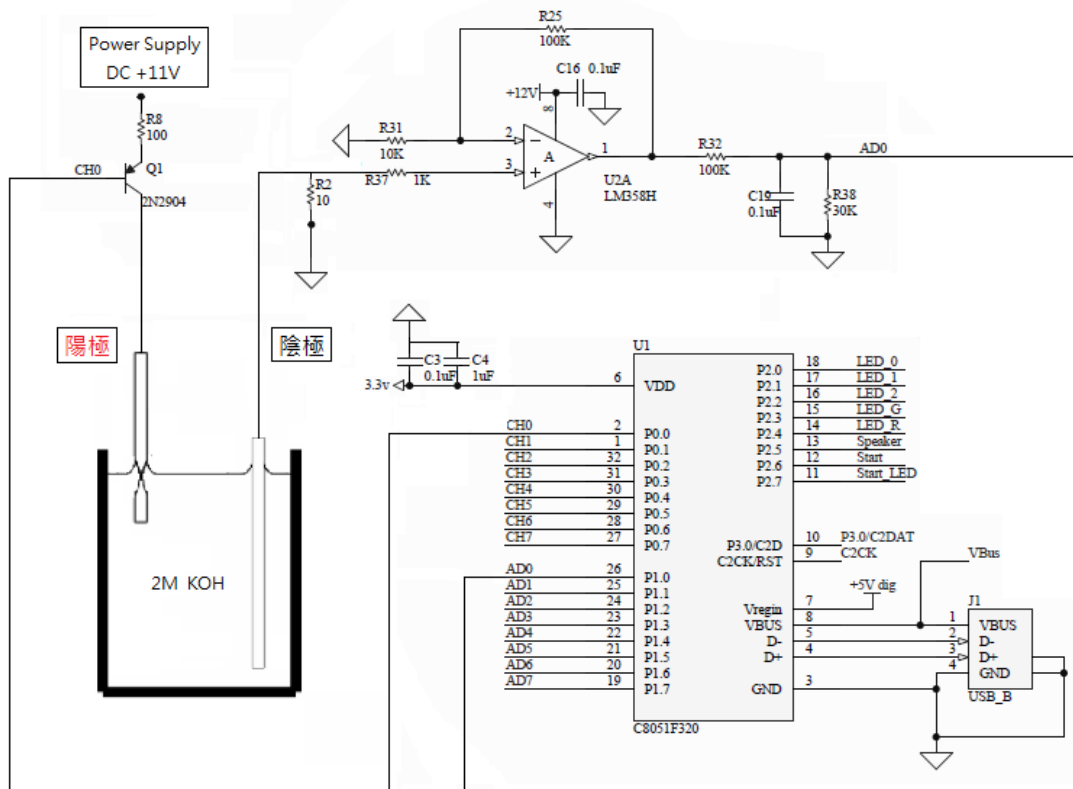 Power Supply
DC +11V
R8
100
CH0
Q1
2N2904
陽極
陰極
2M KOH
R25
100K
C16 0.1uF
+12V
8
R31
10K
2
3
A
1
4
R37
1K
R2
10
U2A
LM358H
R32
100K
AD0
C19
0.1uF
R38
30K
C3
0.1uF
C4
1uF
3.3v
U1
6 VDD
CH0 2 P0.0
CH1 1 P0.1
CH2 32 P0.2
CH3 31 P0.3
CH4 30 P0.4
CH5 29 P0.5
CH6 28 P0.6
CH7 27 P0.7
AD0 26 P1.0
AD1 25 P1.1
AD2 24 P1.2
AD3 23 P1.3
AD4 22 P1.4
AD5 21 P1.5
AD6 20 P1.6
AD7 19 P1.7
P2.0 18 LED_0
P2.1 17 LED_1
P2.2 16 LED_2
P2.3 15 LED_G
P2.4 14 LED_R
P2.5 13 Speaker
P2.6 12 Start
P2.7 11 Start_LED
P3.0/C2D 10 P3.0/C2DAT
C2CK/RST 9 C2CK
Vregin 7
VBUS 8
D- 5
D+ 4
GND 3
C8051F320
+5V dig
VBus
J1
1 VBUS
2 D-
3 D+
4 GND
USB_B